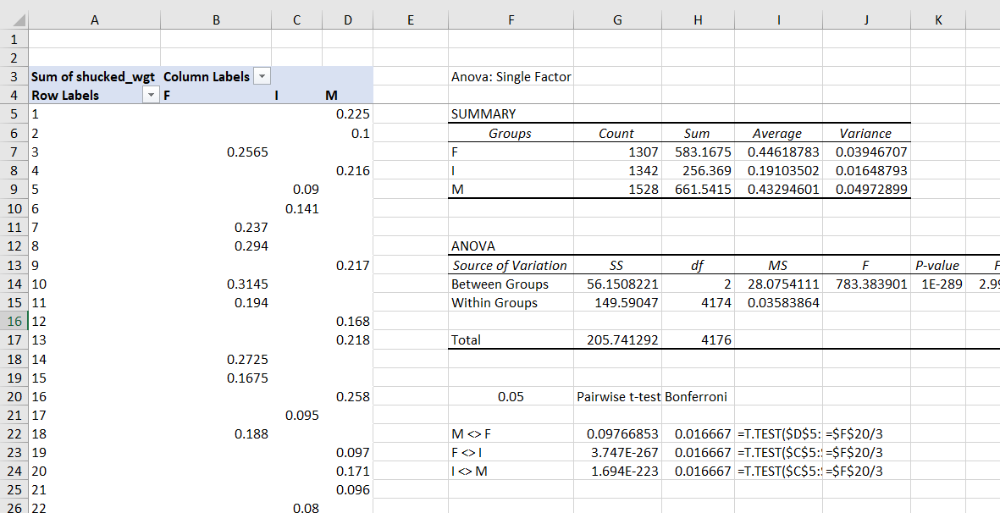 A B C D E F G H I J K
1
2
3 Sum of shucked_wgt Column Labels Anova: Single Factor
4 Row Labels F I M
5 1 0.225 SUMMARY
6 2 0.1 Groups Count Sum Average Variance
7 3 0.2565 F 1307 583.1675 0.44618783 0.03946707
8 4 0.216 I 1342 256.369 0.19103502 0.01648793
9 5 0.09 M 1528 661.5415 0.43294601 0.04972899
10 6 0.141
11 7 0.237
12 8 0.294 ANOVA
13 9 0.217 Source of Variation SS df MS F P-value F
14 10 0.3145 Between Groups 56.1508221 2 28.0754111 783.383901 1E-289 2.99
15 11 0.194 Within Groups 149.59047 4174 0.03583864
16 12 0.168
17 13 0.218 Total 205.741292 4176
18 14 0.2725
19 15 0.1675
20 16 0.258 0.05 Pairwise t-test Bonferroni
21 17 0.095
22 18 0.188 M <> F 0.09766853 0.016667 =T.TEST($D$5: =$F$20/3
23 19 0.097 F <> I 3.747E-267 0.016667 =T.TEST($C$5: =$F$20/3
24 20 0.171 I <> M 1.694E-223 0.016667 =T.TEST($C$5: =$F$20/3
25 21 0.096
26 22 0.08